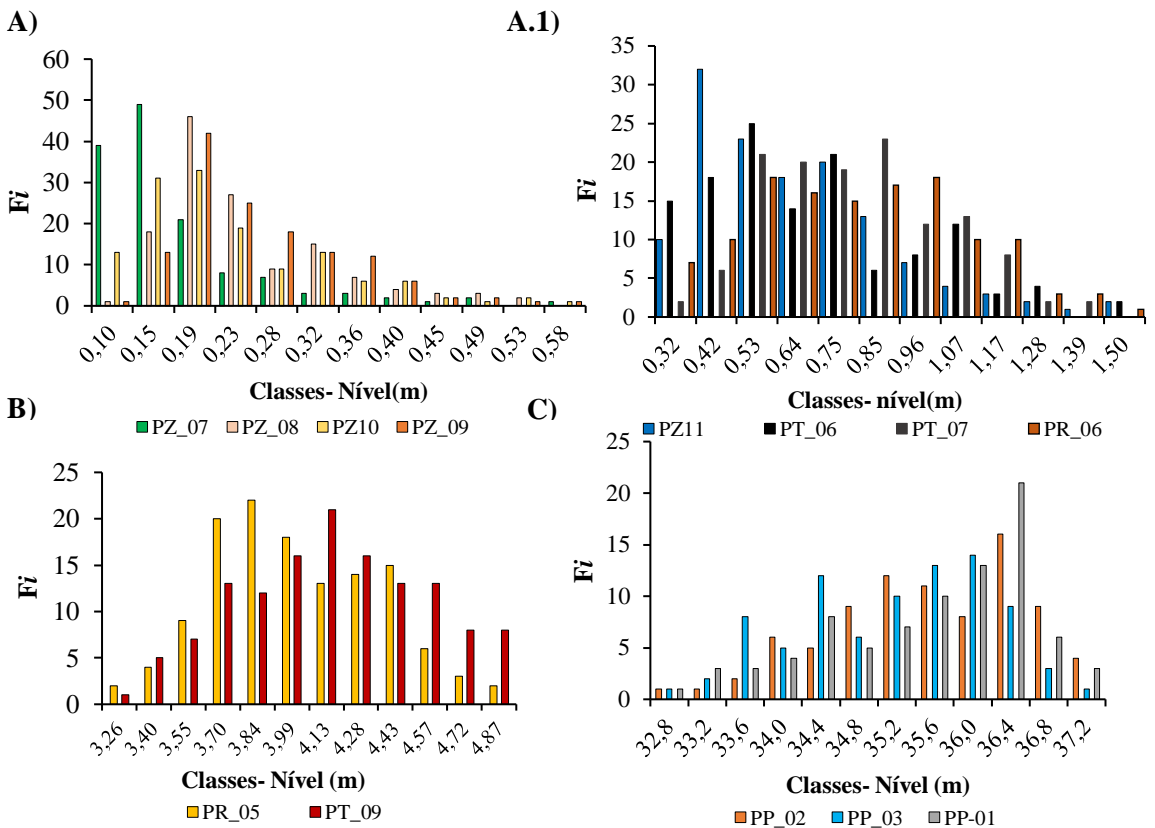 A)
60
50
40
30
20
10
0
Fi
0,10 0,15 0,19 0,23 0,28 0,32 0,36 0,40 0,45 0,49 0,53 0,58
Classes- Nível(m)
PZ_07 PZ_08 PZ10 PZ_09
A.1)
35
30
25
20
15
10
5
0
Fi
0,32 0,42 0,53 0,64 0,75 0,85 0,96 1,07 1,17 1,28 1,39 1,50
Classes- nível(m)
PZ11 PT_06 PT_07 PR_06
B)
25
20
15
10
5
0
Fi
3,26 3,40 3,55 3,70 3,84 3,99 4,13 4,28 4,43 4,57 4,72 4,87
Classes- Nível (m)
PR_05 PT_09
C)
25
20
15
10
5
0
Fi
32,8 33,2 33,6 34,0 34,4 34,8 35,2 35,6 36,0 36,4 36,8 37,2
Classes- Nível (m)
PP_02 PP_03 PP-01